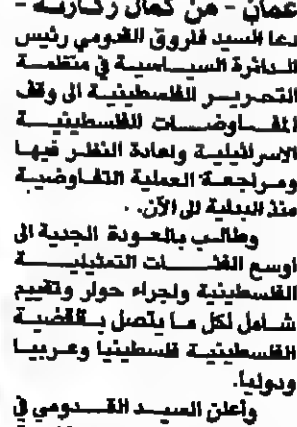 عمان - من كمال زكارنة -
دعا السيد فاروق القدومي رئيس
الدائرة السياسية في منظمة
التحرير الفلسطينية الى وقف
المفاوضات الفلسطينية
الاسرائيلية واعادة النظر فيها
ومراجعة العملية التفاوضية
منذ البداية الى الآن.
وطالب بالعودة الجدية الى
اوسع الفئات التمثيلية
الفلسطينية واجراء حوار وتقييم
شامل لكل ما يتصل بالقضية
الفلسطينية فلسطينيا وعربيا
ودوليا.
وأعلن السيد القدومي في